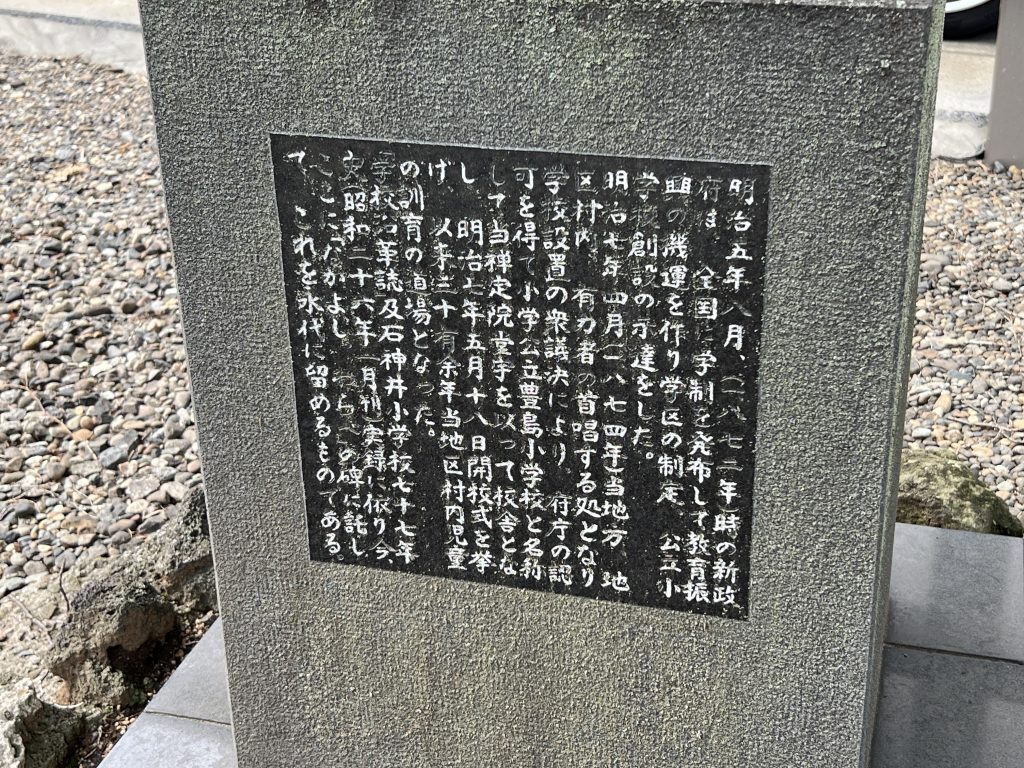 明治五年八月、(一八七二年)時の新政
府は 全国に学制を発布して教育振
興の機運を作り学区の制定 公立小
学校創設の示達をした。
明治七年四月(一八七四年)当地方 地
区村内 有力者の首唱する処となり
学校設置の衆議決により 府庁の認
可を得て小学公立豊島小学校と名称
して当禅定院堂宇を以って校舎とな
し 明治七年五月十八日開校式を挙
げ 以来三十有余年当地区村内児童
の訓育の道場となった。
学校沿革誌及石神井小学校七十七年
史(昭和二十六年一月刊)実録に依り今、
ここに の碑に託し
て これを永代に留めるものである